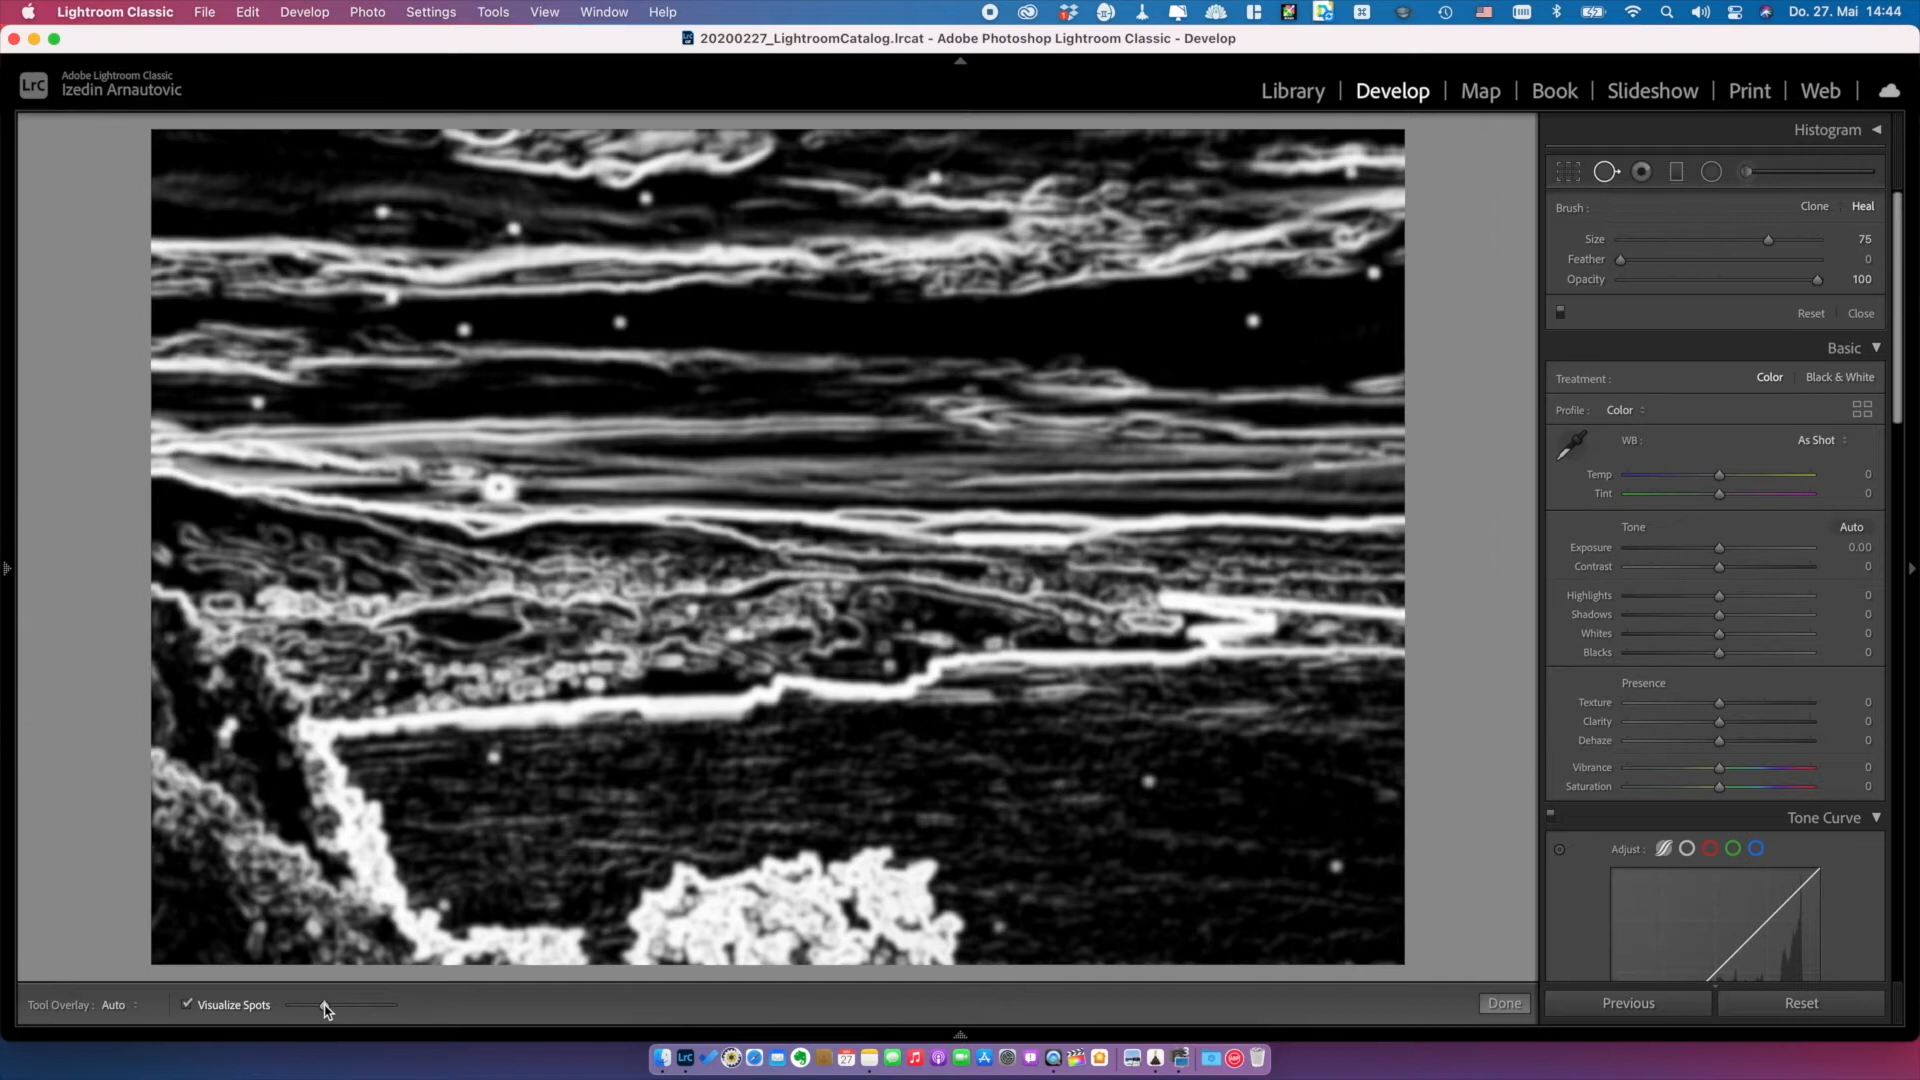 Lightroom Classic File Edit Develop Photo Settings Tools View Window Help Do. 27. Mai 14:44
20200227_LightroomCatalog.lrcat - Adobe Photoshop Lightroom Classic - Develop
LrC
Adobe Lightroom Classic
Izedin Arnautovic
Library | Develop | Map | Book | Slideshow | Print | Web |
Histogram
Brush : Clone Heal
Size 75
Feather 0
Opacity 100
Reset Close
Basic
Treatment : Color Black & White
Profile : Color
WB : As Shot
Temp 0
Tint 0
Tone Auto
Exposure 0.00
Contrast 0
Highlights 0
Shadows 0
Whites 0
Blacks 0
Presence
Texture 0
Clarity 0
Dehaze 0
Vibrance 0
Saturation 0
Tone Curve
Adjust :
Tool Overlay : Auto Visualize Spots Done
Previous Reset
LrC 27